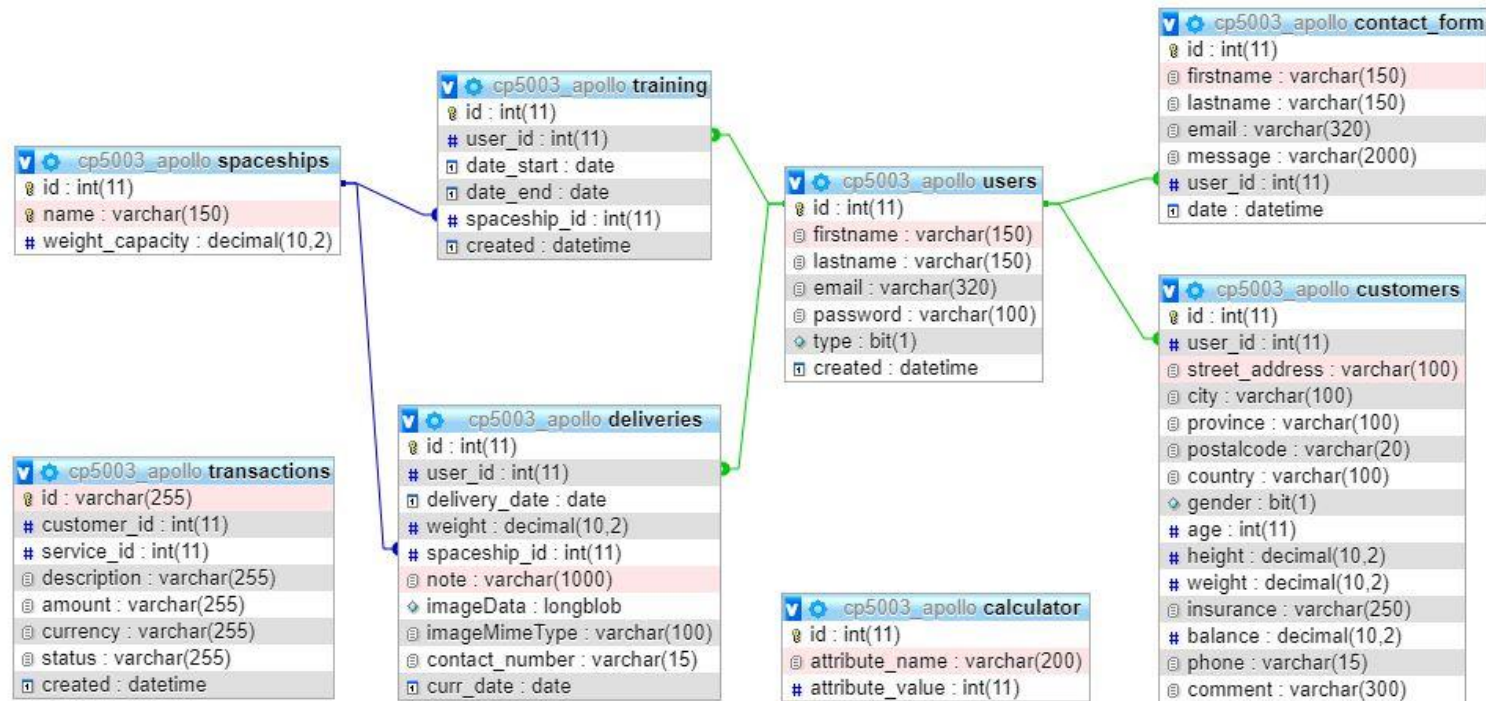 cp5003_apollo spaceships
id : int(11)
name : varchar(150)
weight_capacity : decimal(10,2)
cp5003_apollo transactions
id : varchar(255)
customer_id : int(11)
service_id : int(11)
description : varchar(255)
amount : varchar(255)
currency : varchar(255)
status : varchar(255)
created : datetime
cp5003_apollo training
id : int(11)
user_id : int(11)
date_start : date
date_end : date
spaceship_id : int(11)
created : datetime
cp5003_apollo deliveries
id : int(11)
user_id : int(11)
delivery_date : date
weight : decimal(10,2)
spaceship_id : int(11)
note : varchar(1000)
imageData : longblob
imageMimeType : varchar(100)
contact_number : varchar(15)
curr_date : date
cp5003_apollo users
id : int(11)
firstname : varchar(150)
lastname : varchar(150)
email : varchar(320)
password : varchar(100)
type : bit(1)
created : datetime
cp5003_apollo calculator
id : int(11)
attribute_name : varchar(200)
# attribute_value : int(11)
cp5003_apollo contact_form
id : int(11)
firstname : varchar(150)
lastname : varchar(150)
email : varchar(320)
message : varchar(2000)
user_id : int(11)
date : datetime
cp5003_apollo customers
id : int(11)
user_id : int(11)
street_address : varchar(100)
city : varchar(100)
province : varchar(100)
postalcode : varchar(20)
country : varchar(100)
gender : bit(1)
age : int(11)
height : decimal(10,2)
weight : decimal(10,2)
insurance : varchar(250)
balance : decimal(10,2)
phone : varchar(15)
comment : varchar(300)